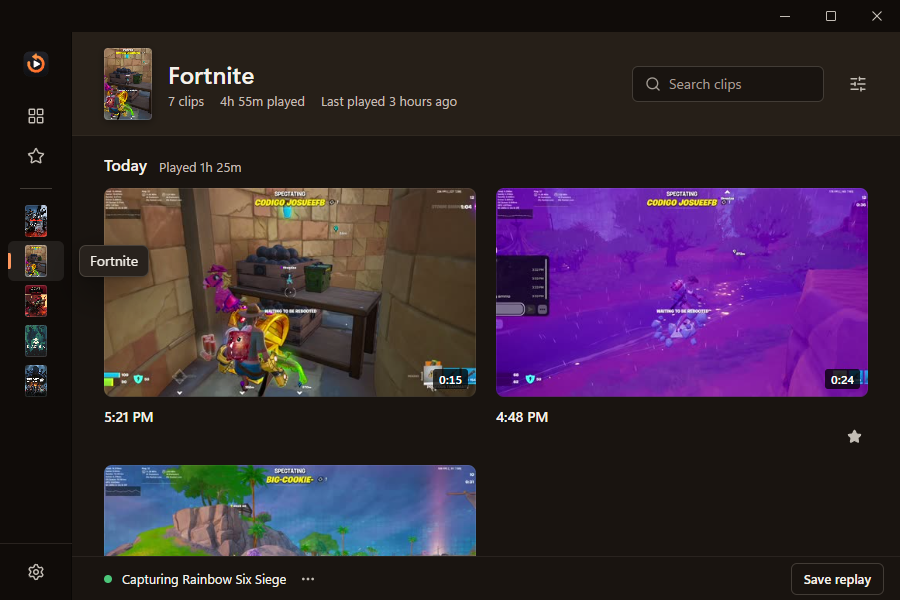 Fortnite
7 clips 4h 55m played Last played 3 hours ago
Search clips
Today Played 1h 25m
Fortnite
SPECTATING
CODIGO JOSUEEFB
1:04
WAITING TO BE REBOOTED
0:15
5:21 PM
SPECTATING
CODIGO JOSUEEFB
WAITING TO BE REBOOTED
0:24
4:48 PM
SPECTATING
BIG-COOKIE-
Capturing Rainbow Six Siege
Save replay